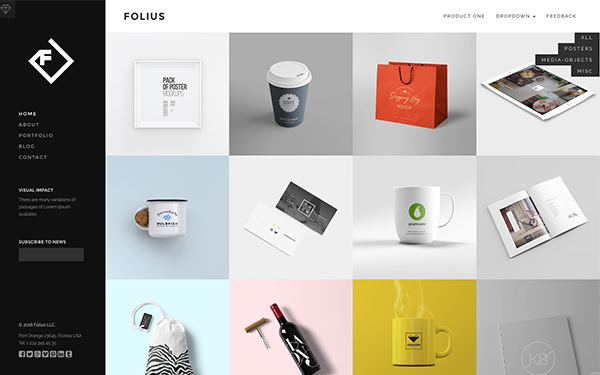 FOLIUS
PRODUCT ONE
DROPDOWN
FEEDBACK
ALL
POSTERS
MEDIA-OBJECTS
MISC
F
HOME
ABOUT
PORTFOLIO
BLOG
CONTACT
VISUAL IMPACT
There are many variations of
passages of Lorem Ipsum
available.
SUBSCRIBE TO NEWS
© 2016 Folius LLC.
Port Orange 23645, Florida USA
Tel: 1 234 345 45 35
PACK
OF POSTER
MOCKUPS
Shopping Bag
MOCKUP